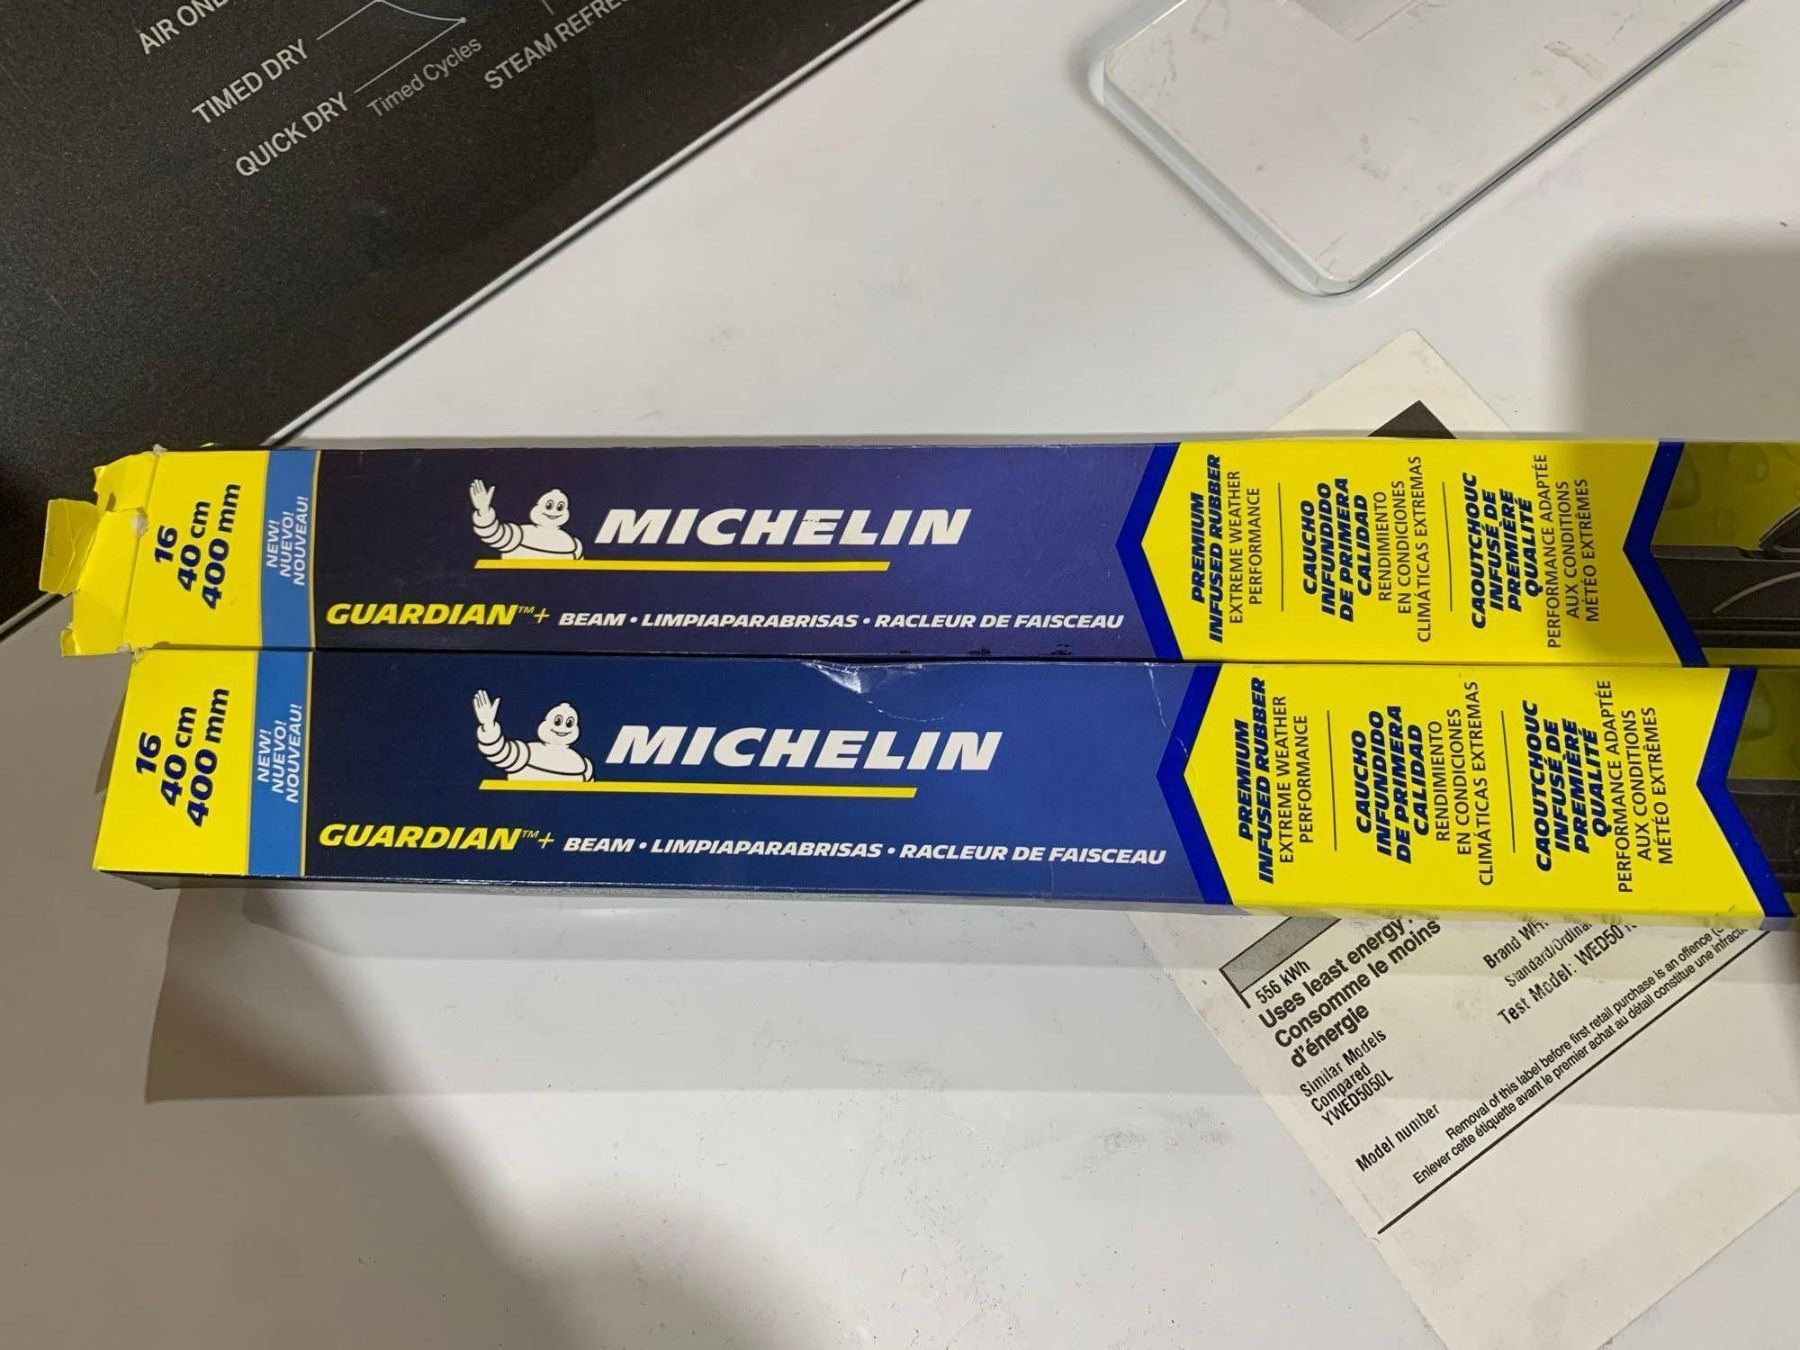 TIMED DRY
QUICK DRY
Timed Cycles
16
40 cm
400 mm
NEW!
NUEVO!
NOUVEAU!
MICHELIN
GUARDIAN™+ BEAM • LIMPIAPARABRISAS • RACLEUR DE FAISCEAU
PREMIUM
INFUSED RUBBER
EXTREME WEATHER
PERFORMANCE
CAUCHO
INFUNDIDO
DE PRIMERA
CALIDAD
RENDIMIENTO
EN CONDICIONES
CLIMÁTICAS EXTREMAS
CAOUTCHOUC
INFUSÉ DE
PREMIÈRE
QUALITÉ
PERFORMANCE ADAPTÉE
AUX CONDITIONS
MÉTÉO EXTRÊMES
16
40 cm
400 mm
NEW!
NUEVO!
NOUVEAU!
MICHELIN
GUARDIAN™+ BEAM • LIMPIAPARABRISAS • RACLEUR DE FAISCEAU
PREMIUM
INFUSED RUBBER
EXTREME WEATHER
PERFORMANCE
CAUCHO
INFUNDIDO
DE PRIMERA
CALIDAD
RENDIMIENTO
EN CONDICIONES
CLIMÁTICAS EXTREMAS
CAOUTCHOUC
INFUSÉ DE
PREMIÈRE
QUALITÉ
PERFORMANCE ADAPTÉE
AUX CONDITIONS
MÉTÉO EXTRÊMES
556 kWh
Uses least energy
Consomme le moins
d'énergie
Similar Models
Compared
YWED5050L
Model number
Brand
Test Model:
Removal of this label before first retail purchase is an offence
Enlever cette étiquette avant le premier achat au détail constitue une